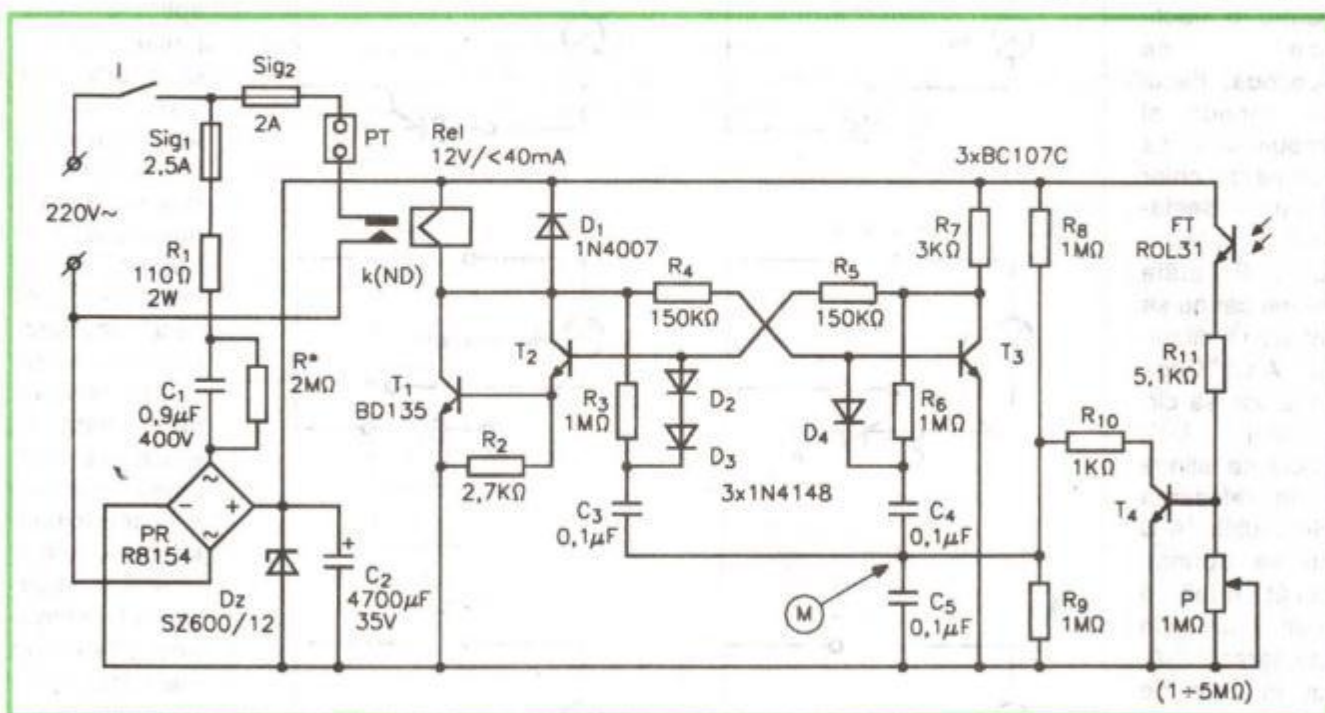 I
Sig₂
2A
Sig₁
2,5A
PT
Rel
12V/<40mA
3xBC107C
220V~
R₁
110Ω
2W
k(ND)
D₁
1N4007
R₄
150KΩ
R₅
150KΩ
R₇
3KΩ
R₈
1MΩ
FT
ROL31
R*
2MΩ
C₁
0,9µF
400V
T₂
T₁
BD135
R₃
1MΩ
D₂
D₃
D₄
R₆
1MΩ
T₃
R₁₁
5,1KΩ
R₁₀
1KΩ
R₂
2,7KΩ
3x1N4148
T₄
~
- +
~
PR
R8154
C₃
0,1µF
C₄
0,1µF
Dz
SZ600/12
+
C₂
4700µF
35V
M
C₅
0,1µF
R₉
1MΩ
P
1MΩ
(1÷5MΩ)